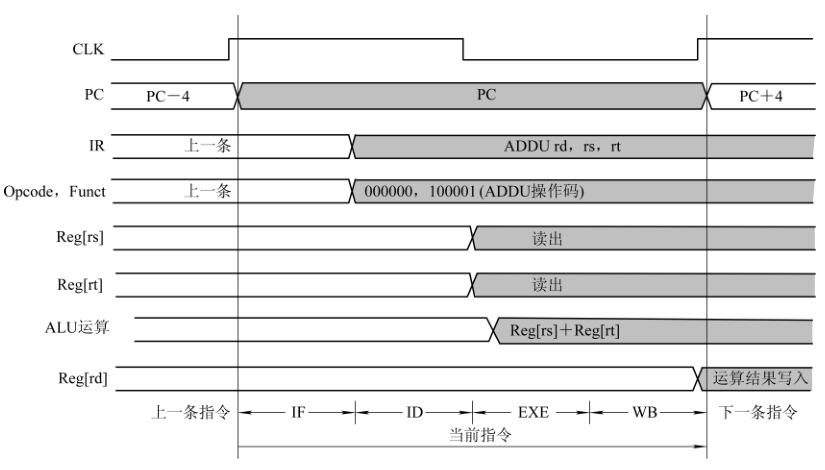 CLK
PC PC－4 PC PC＋4
IR 上一条 ADDU rd，rs，rt
Opcode，Funct 上一条 000000，100001(ADDU操作码)
Reg[rs] 读出
Reg[rt] 读出
ALU运算 Reg[rs]＋Reg[rt]
Reg[rd] 运算结果写入
上一条指令 IF ID EXE WB 下一条指令
当前指令